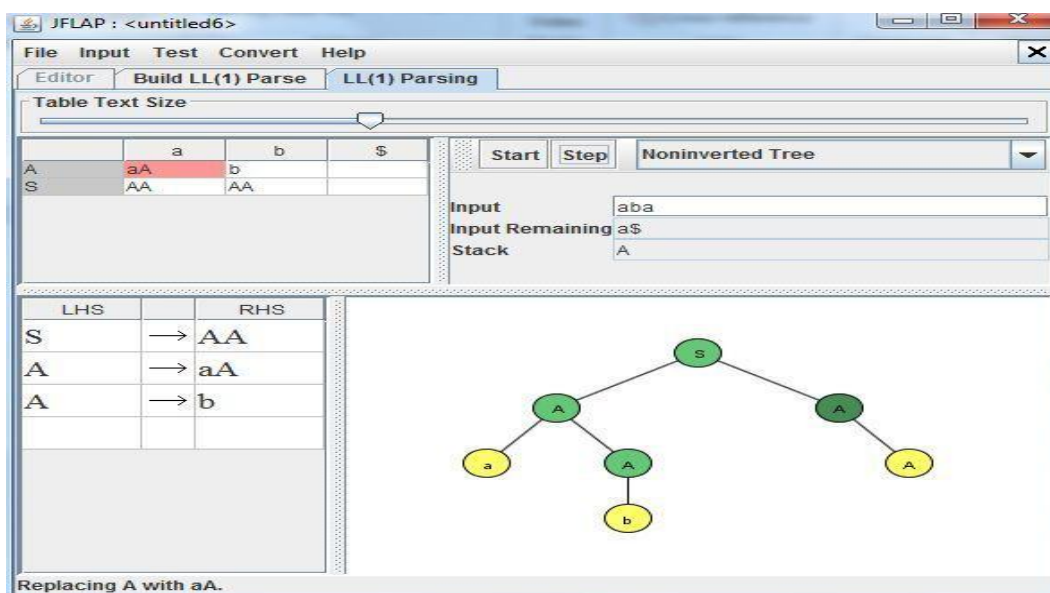 JFLAP : <untitled6>
File Input Test Convert Help
Editor Build LL(1) Parse LL(1) Parsing
Table Text Size
a b $
A aA b
S AA AA
Start Step Noninverted Tree
Input aba
Input Remaining a$
Stack A
LHS RHS
S → AA
A → aA
A → b
S
A A
a A A
b
Replacing A with aA.